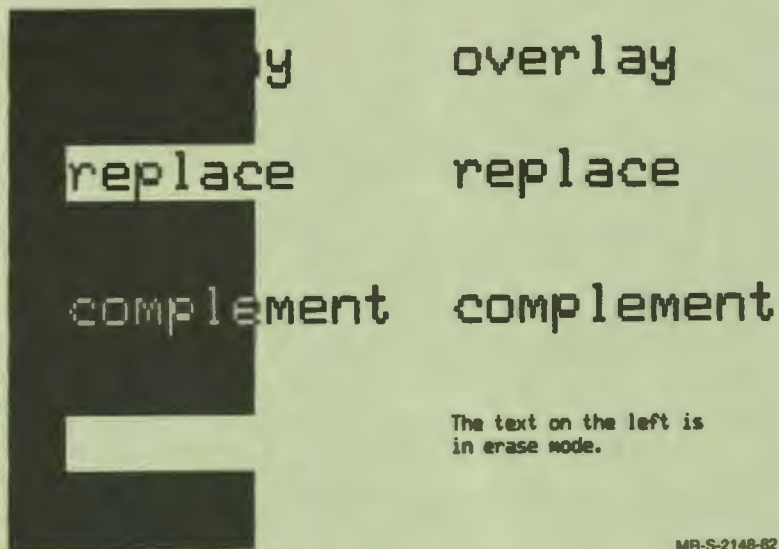 y overlay
replace replace
complement complement
The text on the left is
in erase mode.
MR-S-2148-82